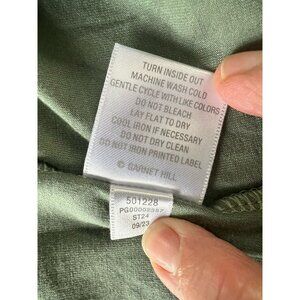 TURN INSIDE OUT
MACHINE WASH COLD
GENTLE CYCLE WITH LIKE COLORS
DO NOT BLEACH
LAY FLAT TO DRY
COOL IRON IF NECESSARY
DO NOT DRY CLEAN
DO NOT IRON PRINTED LABEL
© GARNET HILL
501228
PG00092357
ST24
09/23